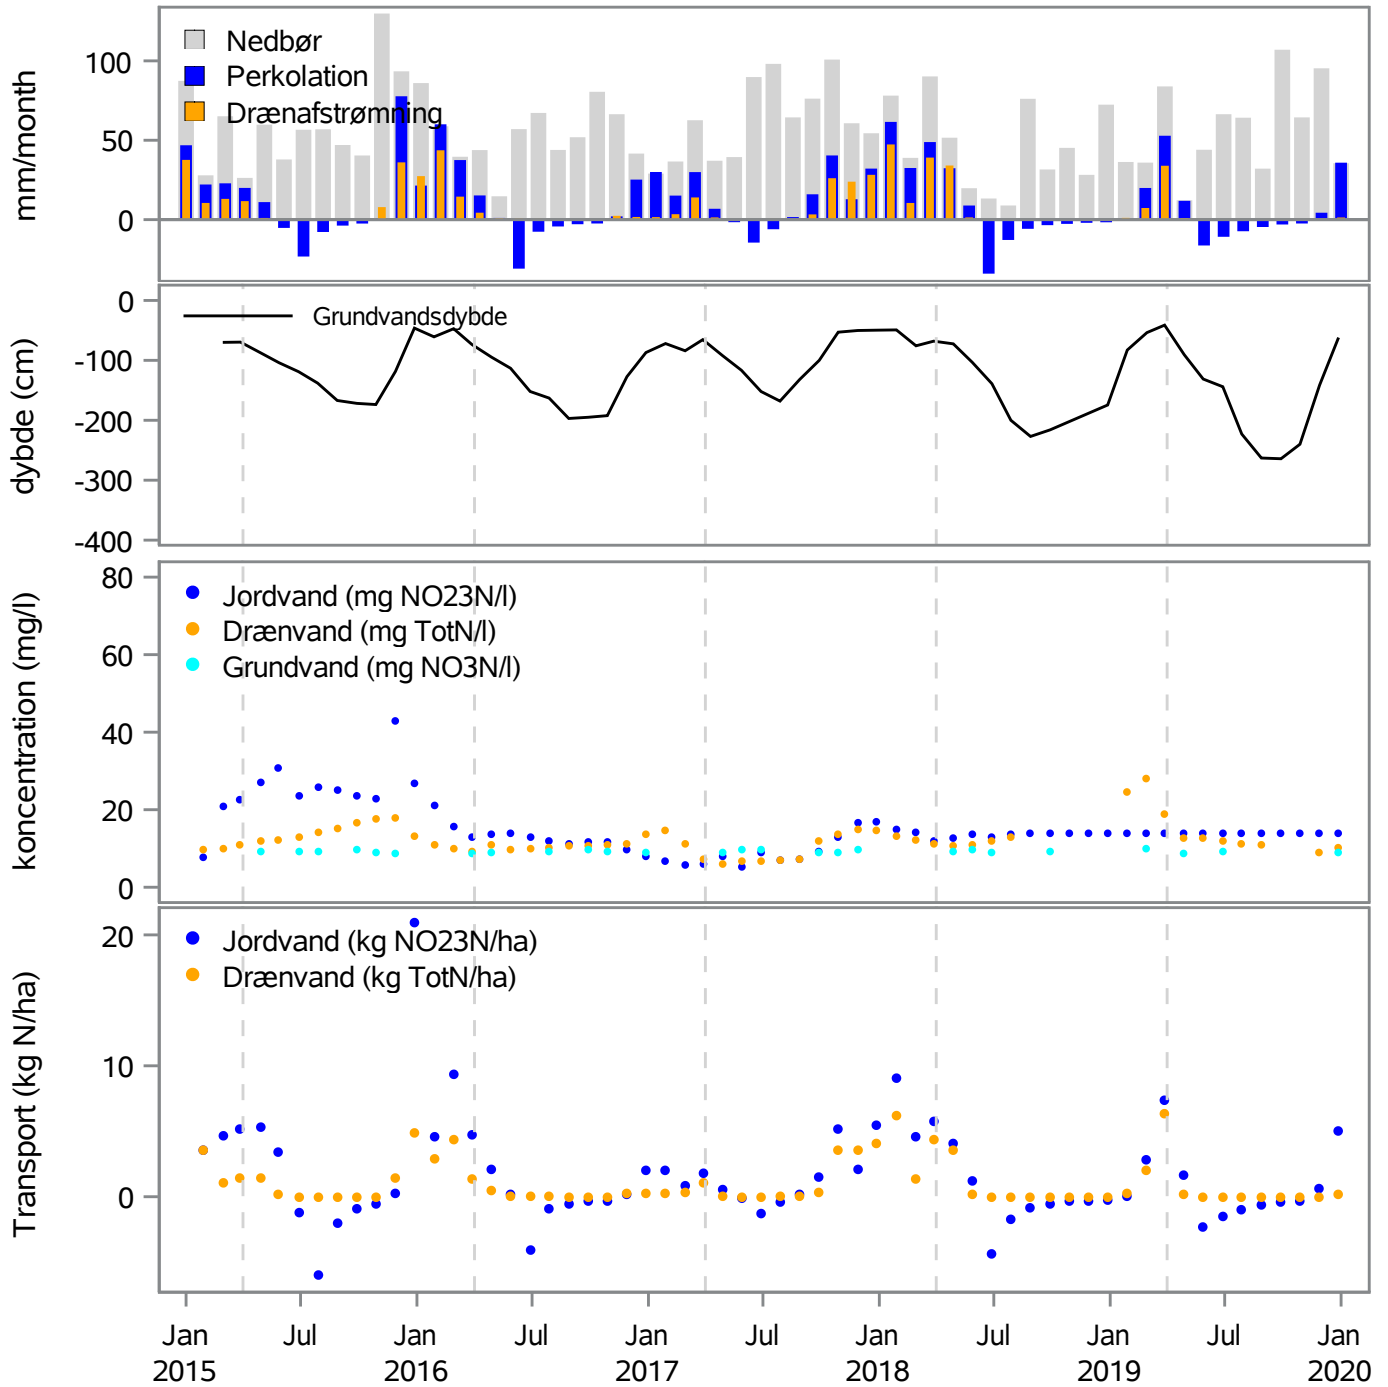 mm/month
100
50
0
Nedbør
Perkolation
Drænafstrømning
dybde (cm)
0
-100
-200
-300
-400
Grundvandsdybde
koncentration (mg/l)
80
60
40
20
0
Jordvand (mg NO23N/l)
Drænvand (mg TotN/l)
Grundvand (mg NO3N/l)
Transport (kg N/ha)
20
10
0
Jordvand (kg NO23N/ha)
Drænvand (kg TotN/ha)
Jan Jul Jan Jul Jan Jul Jan Jul Jan Jul Jan
2015 2016 2017 2018 2019 2020